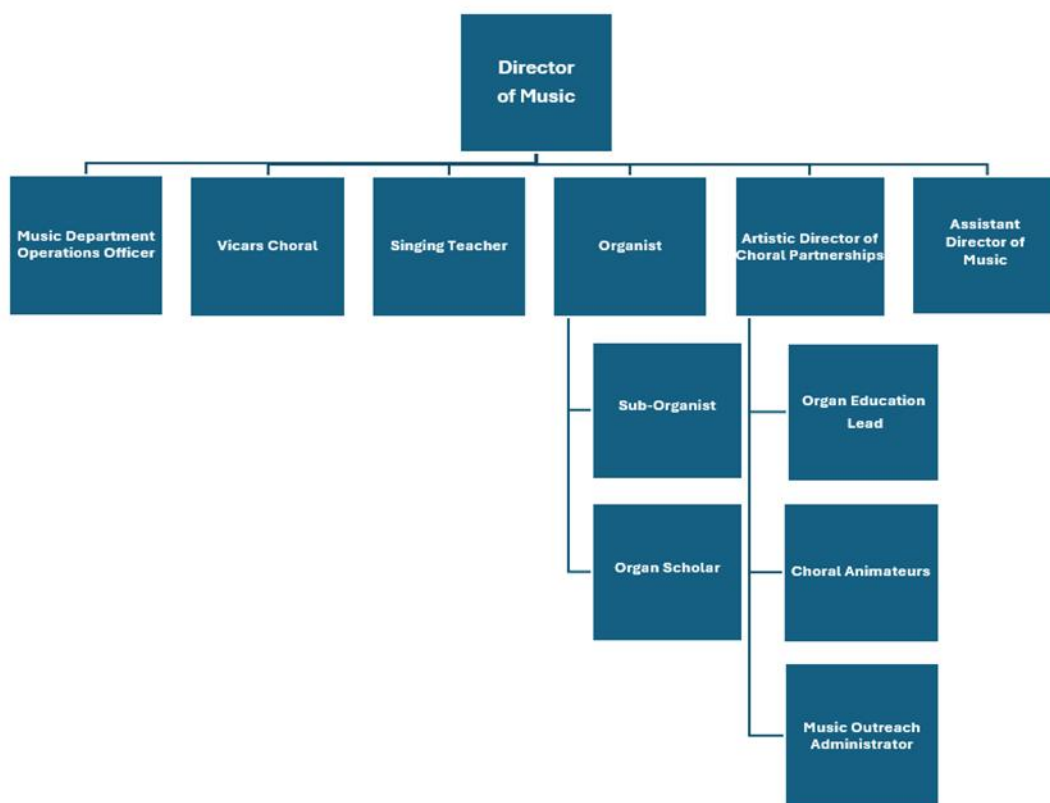 Director
of Music
Music Department
Operations Officer
Vicars Choral
Singing Teacher
Organist
Artistic Director of
Choral Partnerships
Assistant
Director of
Music
Sub-Organist
Organ Education
Lead
Organ Scholar
Choral Animateurs
Music Outreach
Administrator